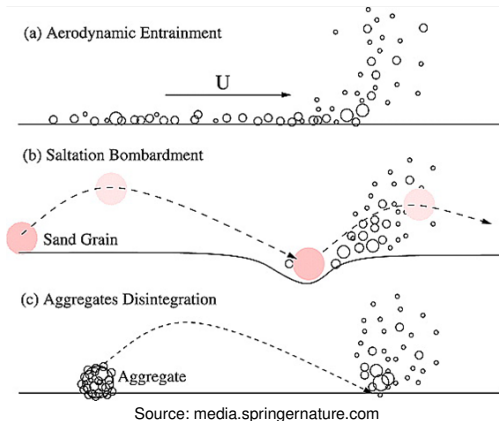 (a) Aerodynamic Entrainment
U
(b) Saltation Bombardment
Sand Grain
(c) Aggregates Disintegration
Aggregate
Source: media.springernature.com